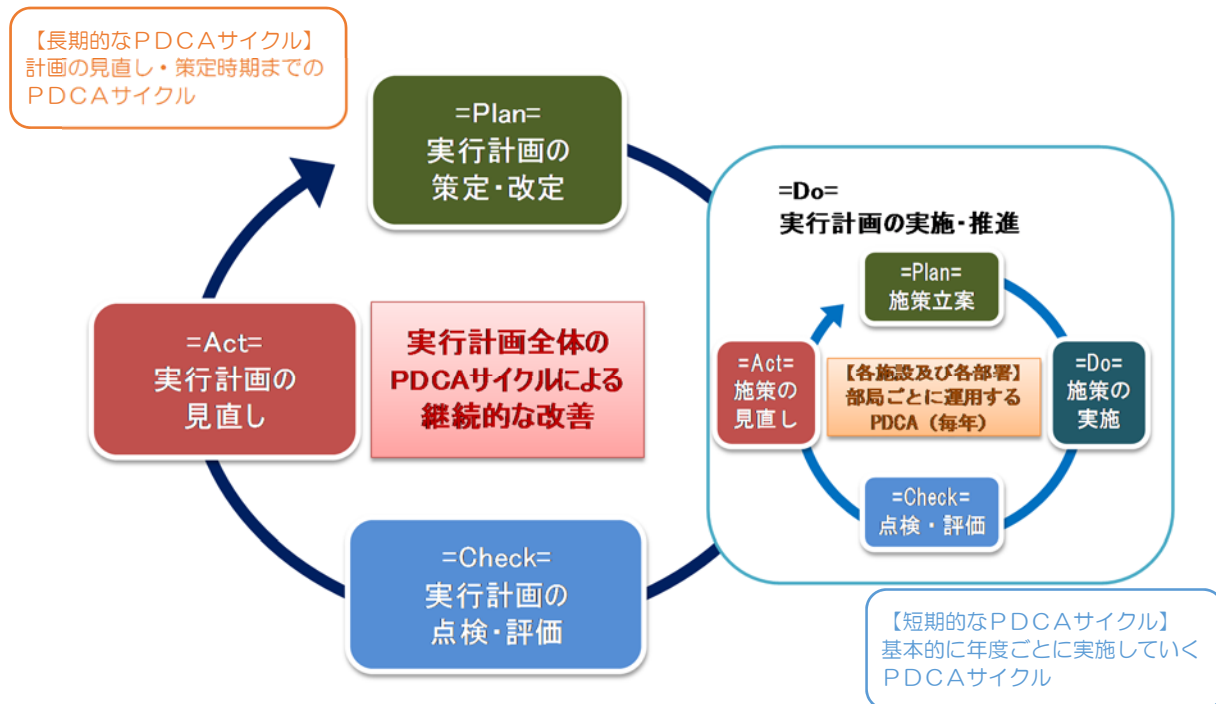 【長期的なＰＤＣＡサイクル】
計画の見直し・策定時期までの
ＰＤＣＡサイクル
=Plan=
実行計画の
策定・改定
=Do=
実行計画の実施・推進
=Plan=
施策立案
=Act=
施策の
見直し
【各施設及び各部署】
部局ごとに運用する
PDCA（毎年）
=Do=
施策の
実施
=Check=
点検・評価
=Act=
実行計画の
見直し
実行計画全体の
PDCAサイクルによる
継続的な改善
=Check=
実行計画の
点検・評価
【短期的なＰＤＣＡサイクル】
基本的に年度ごとに実施していく
ＰＤＣＡサイクル